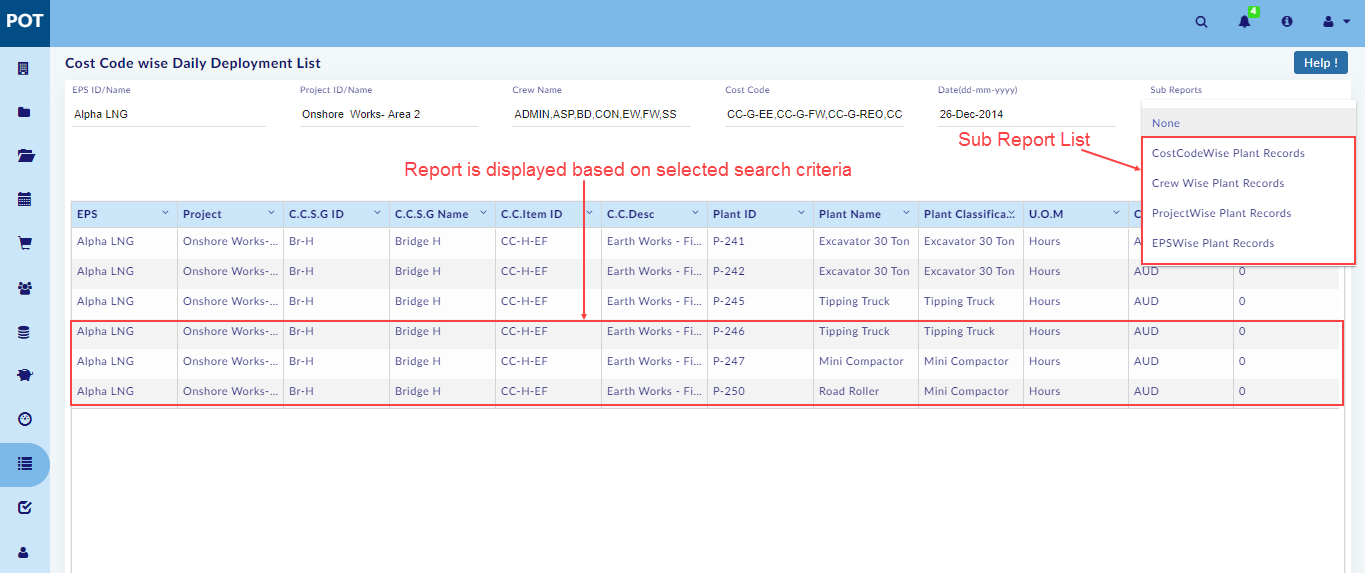 POT
4
Cost Code wise Daily Deployment List
Help !
EPS ID/Name Project ID/Name Crew Name Cost Code Date(dd-mm-yyyy) Sub Reports
Alpha LNG Onshore Works- Area 2 ADMIN,ASP,BD,CON,EW,FW,SS CC-G-EE,CC-G-FW,CC-G-REO,CC 26-Dec-2014
None
CostCodeWise Plant Records
Crew Wise Plant Records
ProjectWise Plant Records
EPSWise Plant Records
Sub Report List
Report is displayed based on selected search criteria
EPS Project C.C.S.G ID C.C.S.G Name C.C.Item ID C.C.Desc Plant ID Plant Name Plant Classifica... U.O.M
Alpha LNG Onshore Works-... Br-H Bridge H CC-H-EF Earth Works - Fi... P-241 Excavator 30 Ton Excavator 30 Ton Hours
Alpha LNG Onshore Works-... Br-H Bridge H CC-H-EF Earth Works - Fi... P-242 Excavator 30 Ton Excavator 30 Ton Hours AUD 0
Alpha LNG Onshore Works-... Br-H Bridge H CC-H-EF Earth Works - Fi... P-245 Tipping Truck Tipping Truck Hours AUD 0
Alpha LNG Onshore Works-... Br-H Bridge H CC-H-EF Earth Works - Fi... P-246 Tipping Truck Tipping Truck Hours AUD 0
Alpha LNG Onshore Works-... Br-H Bridge H CC-H-EF Earth Works - Fi... P-247 Mini Compactor Mini Compactor Hours AUD 0
Alpha LNG Onshore Works-... Br-H Bridge H CC-H-EF Earth Works - Fi... P-250 Road Roller Mini Compactor Hours AUD 0